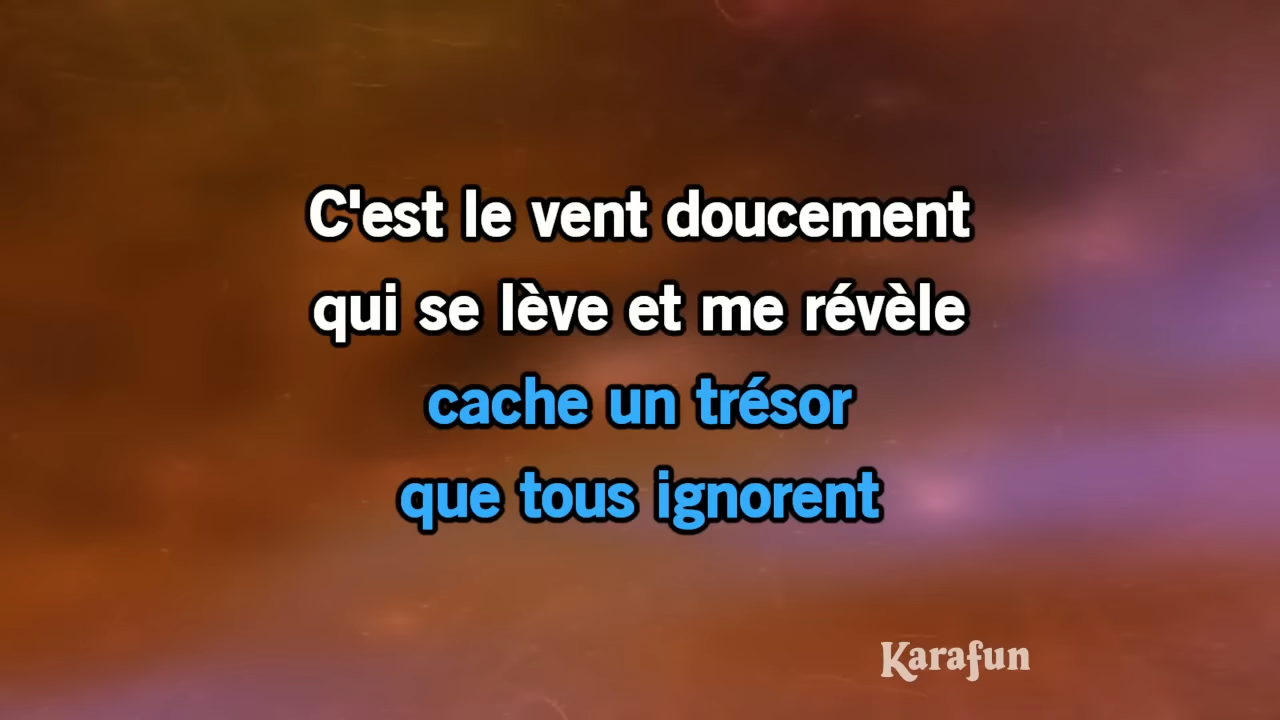 C'est le vent doucement
qui se lève et me révèle
cache un trésor
que tous ignorent
Karafun